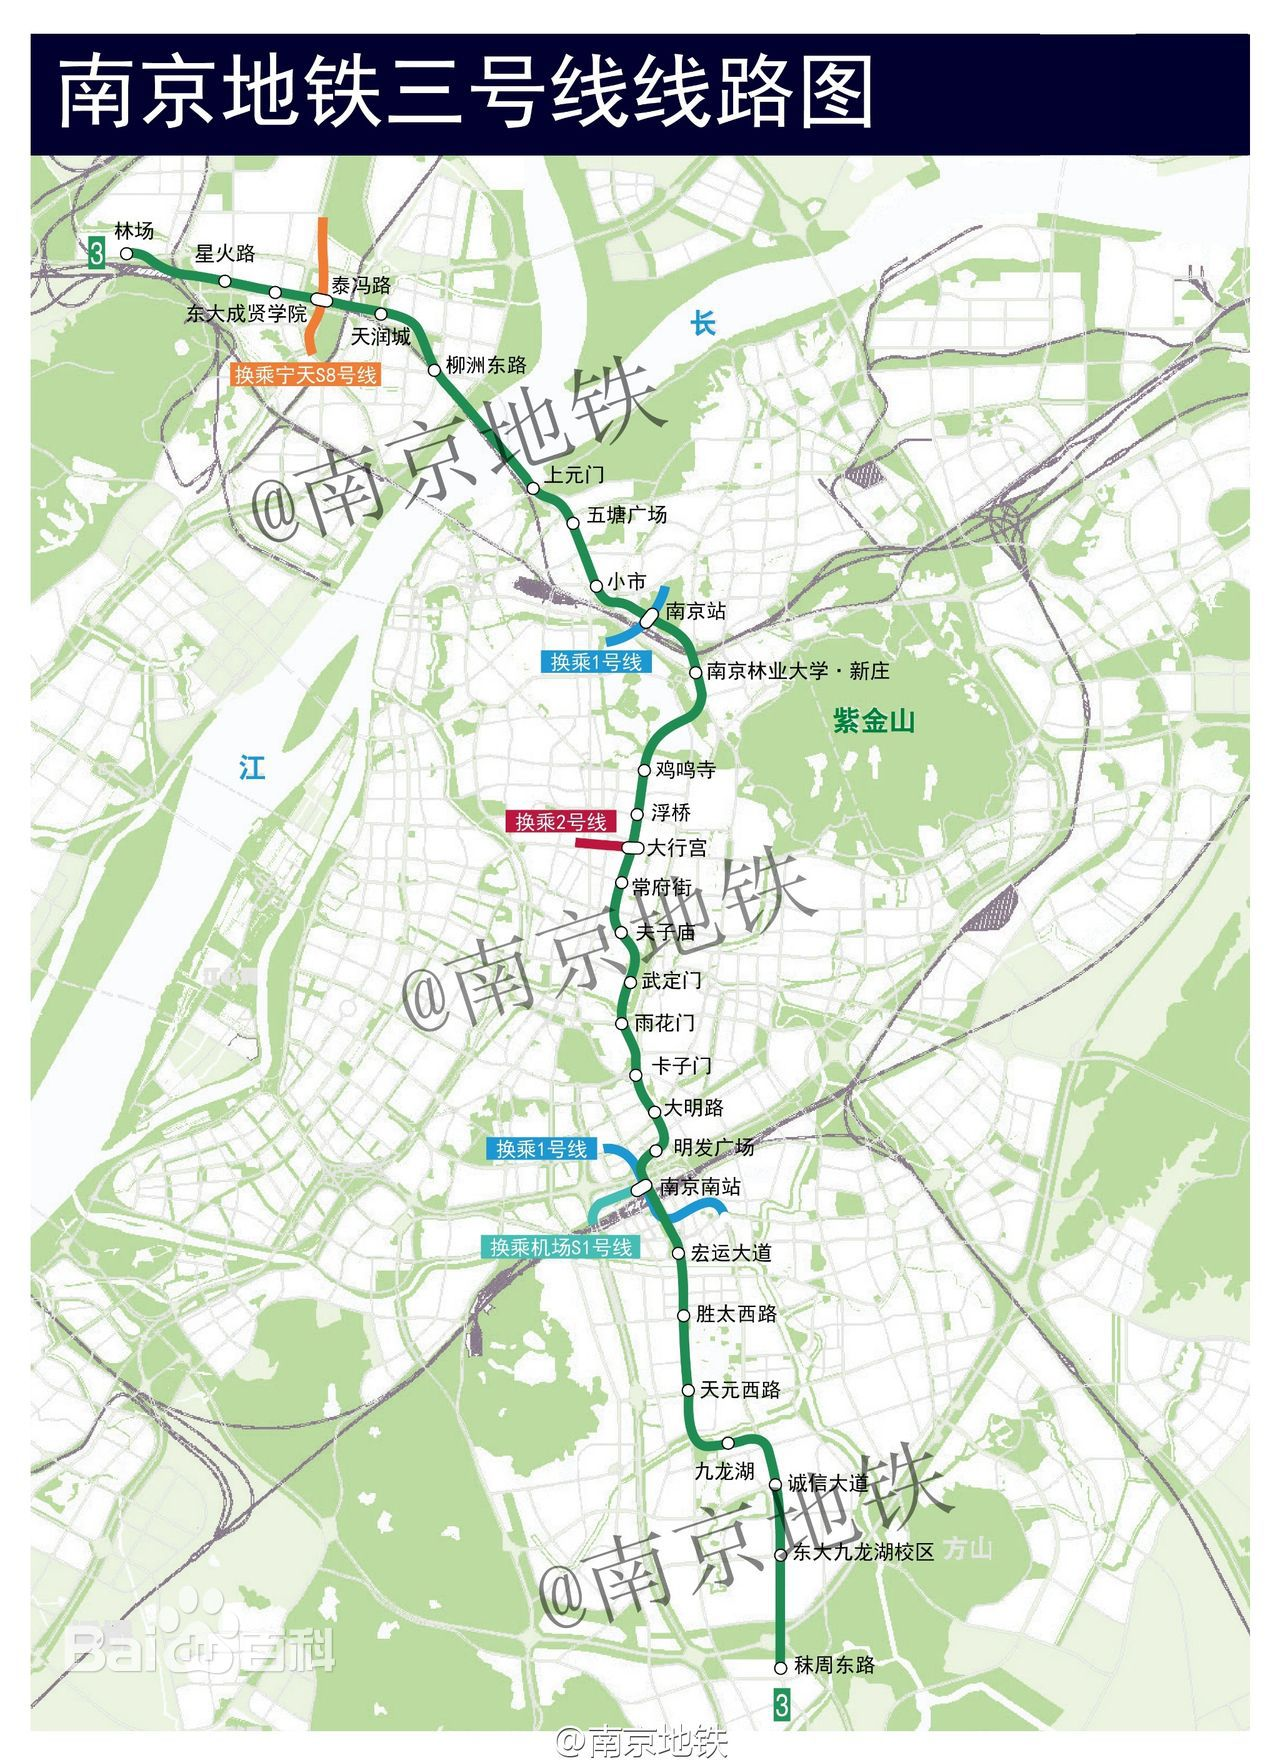 南京地铁三号线线路图
3
林场
星火路
东大成贤学院
泰冯路
天润城
换乘宁天S8号线
柳洲东路
长
@南京地铁
上元门
五塘广场
小市
南京站
换乘1号线
南京林业大学·新庄
紫金山
江
鸡鸣寺
浮桥
换乘2号线
大行宫
常府街
@南京地铁
夫子庙
武定门
雨花门
卡子门
大明路
换乘1号线
明发广场
南京南站
换乘机场S1号线
宏运大道
胜太西路
天元西路
九龙湖
诚信大道
@南京地铁
东大九龙湖校区
方山
Bai百科
秣周东路
3
@南京地铁